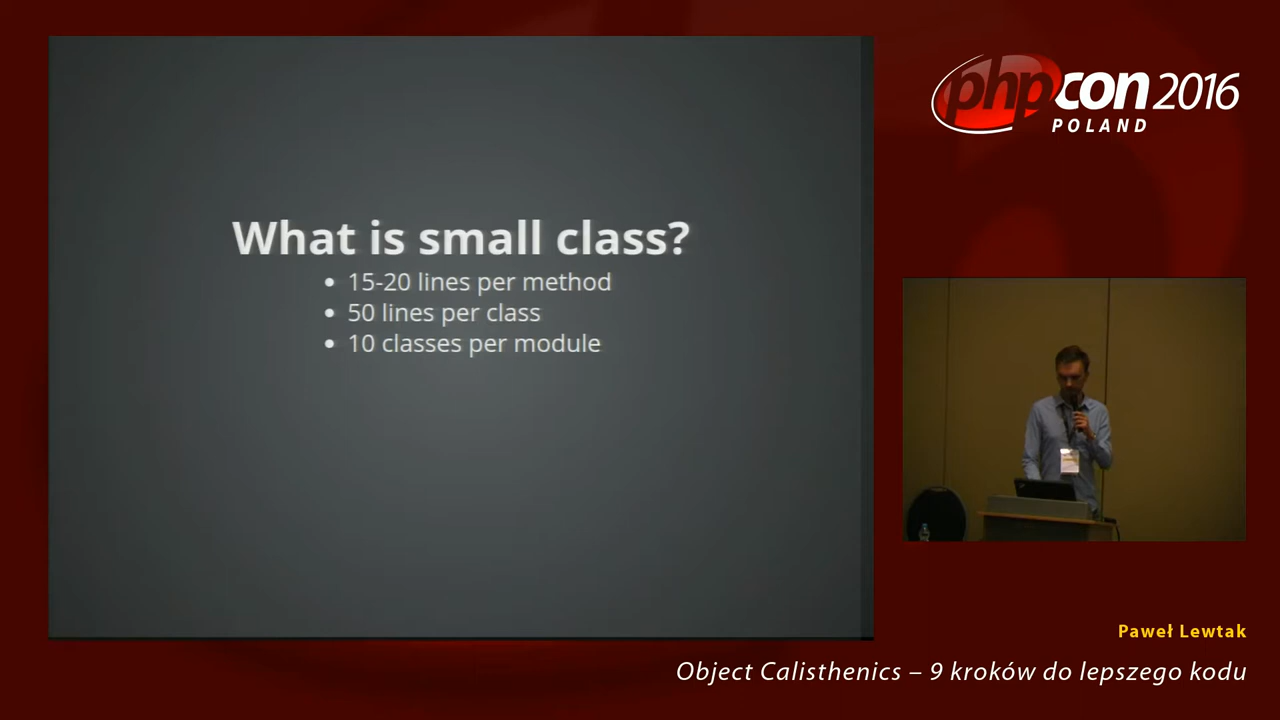 What is small class?
15-20 lines per method
50 lines per class
10 classes per module
phpcon 2016
POLAND
Paweł Lewtak
Object Calisthenics – 9 kroków do lepszego kodu